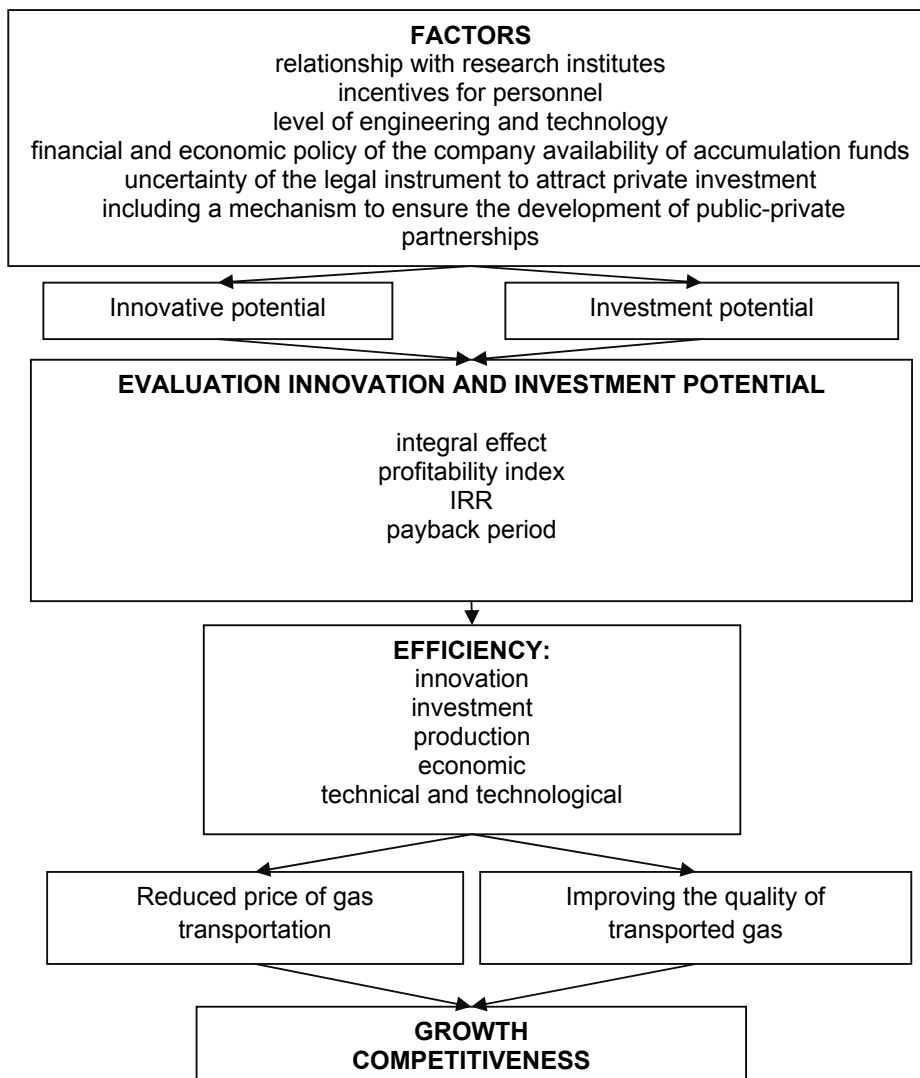 FACTORS
relationship with research institutes
incentives for personnel
level of engineering and technology
financial and economic policy of the company availability of accumulation funds
uncertainty of the legal instrument to attract private investment
including a mechanism to ensure the development of public-private
partnerships
Innovative potential
Investment potential
EVALUATION INNOVATION AND INVESTMENT POTENTIAL
integral effect
profitability index
IRR
payback period
EFFICIENCY:
innovation
investment
production
economic
technical and technological
Reduced price of gas
transportation
Improving the quality of
transported gas
GROWTH
COMPETITIVENESS